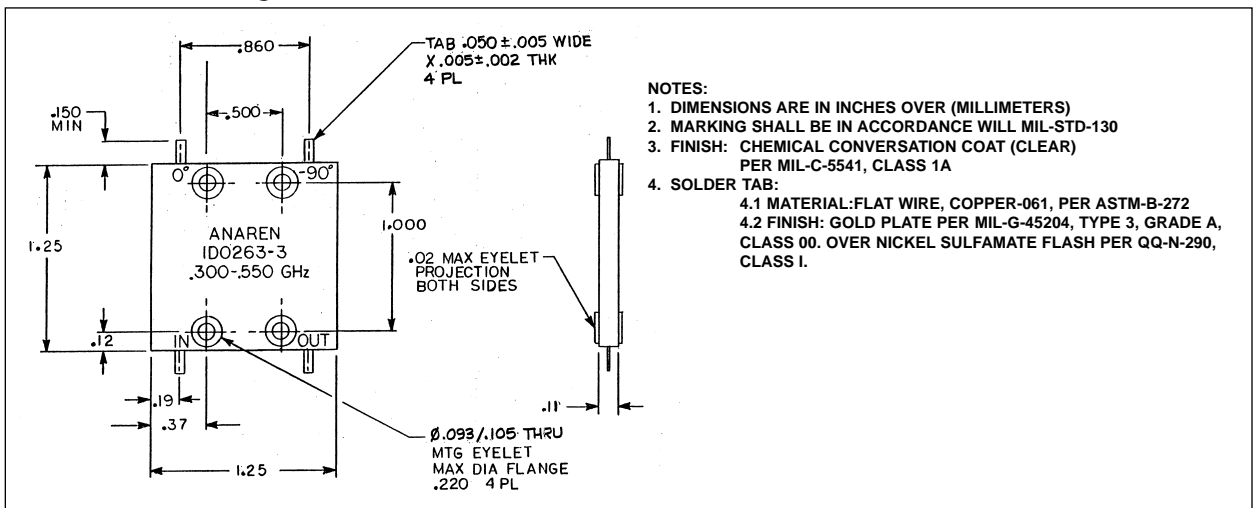 .860
TAB .050±.005 WIDE
X .005±.002 THK
4 PL
.150
MIN
.500
0°
-90°
1.25
ANAREN
1D0263-3
.300-.550 GHz
1.000
.12
IN
OUT
.19
.37
1.25
Ø.093/.105 THRU
MTG EYELET
MAX DIA FLANGE
.220 4 PL
.02 MAX EYELET
PROJECTION
BOTH SIDES
.11
NOTES:
1. DIMENSIONS ARE IN INCHES OVER (MILLIMETERS)
2. MARKING SHALL BE IN ACCORDANCE WILL MIL-STD-130
3. FINISH: CHEMICAL CONVERSATION COAT (CLEAR)
PER MIL-C-5541, CLASS 1A
4. SOLDER TAB:
4.1 MATERIAL:FLAT WIRE, COPPER-061, PER ASTM-B-272
4.2 FINISH: GOLD PLATE PER MIL-G-45204, TYPE 3, GRADE A,
CLASS 00. OVER NICKEL SULFAMATE FLASH PER QQ-N-290,
CLASS I.